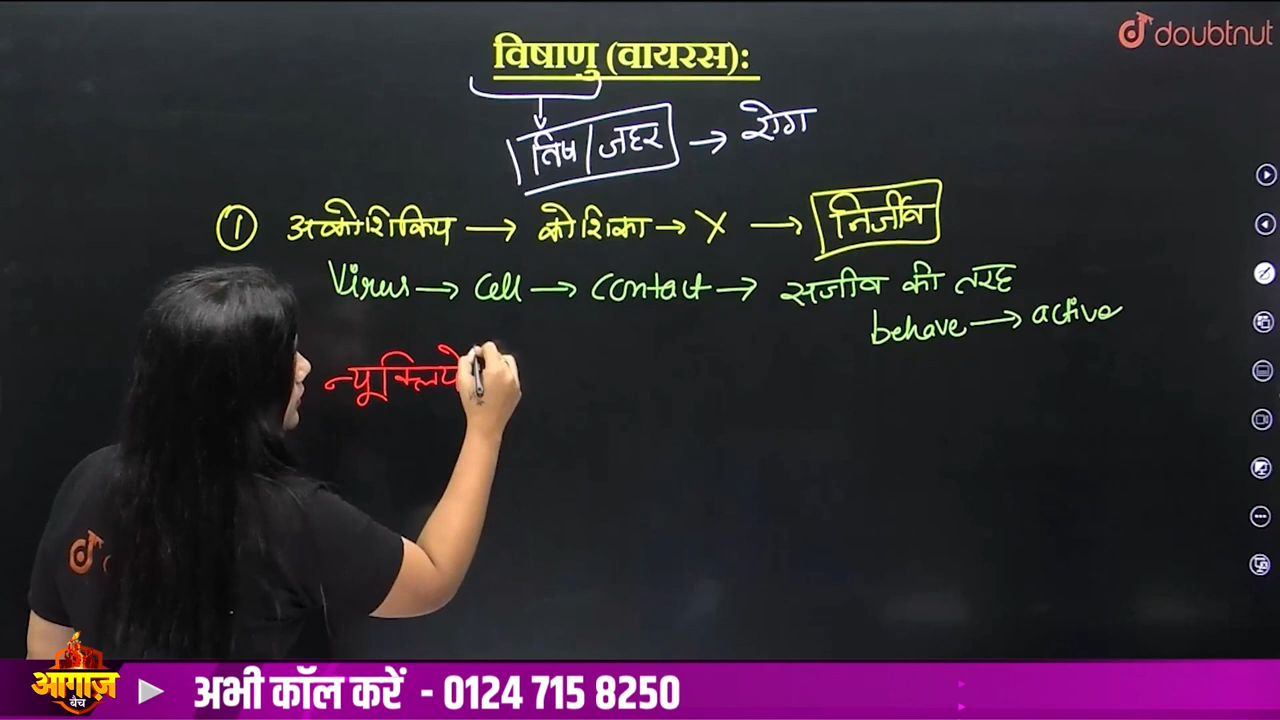 doubtnut
विषाणु (वायरस):
विष/जहर → रोग
① अकोशिकिय → कोशिका → X → निर्जीव
Virus → Cell → Contact → सजीव की तरह
behave → active
न्यूक्लिये
आगाज़
बैच
अभी कॉल करें - 0124 715 8250